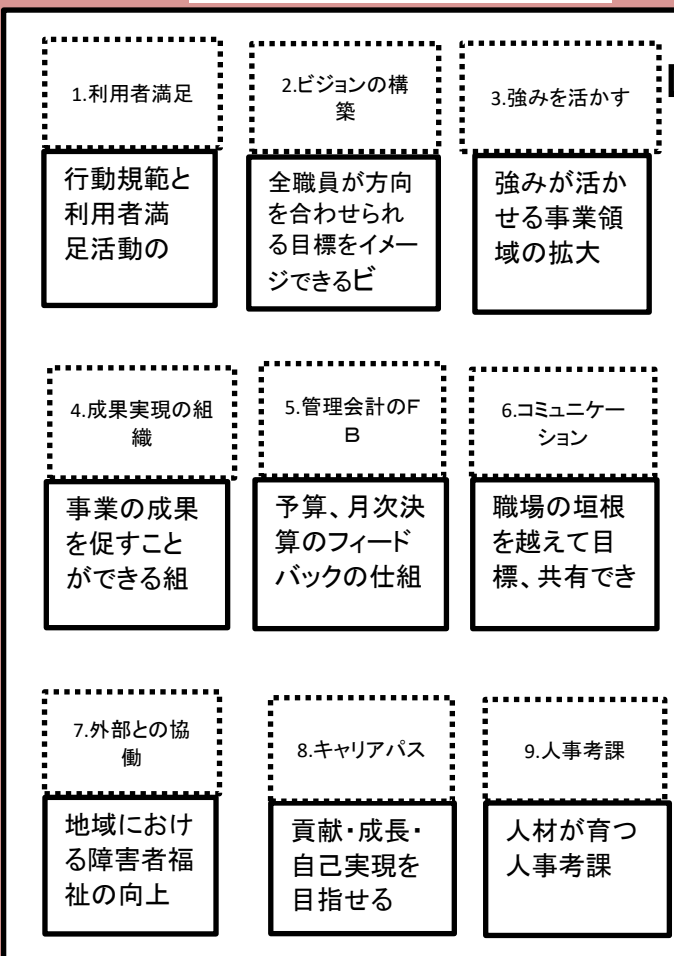 1.利用者満足
行動規範と
利用者満
足活動の
2.ビジョンの構
築
全職員が方向
を合わせられ
る目標をイメー
ジできるビ
3.強みを活かす
強みが活か
せる事業領
域の拡大
4.成果実現の組
織
事業の成果
を促すこと
ができる組
5.管理会計のF
B
予算、月次決
算のフィード
バックの仕組
6.コミュニケー
ション
職場の垣根
を越えて目
標、共有でき
7.外部との協
働
地域におけ
る障害者福
祉の向上
8.キャリアパス
貢献・成長・
自己実現を
目指せる
9.人事考課
人材が育つ
人事考課